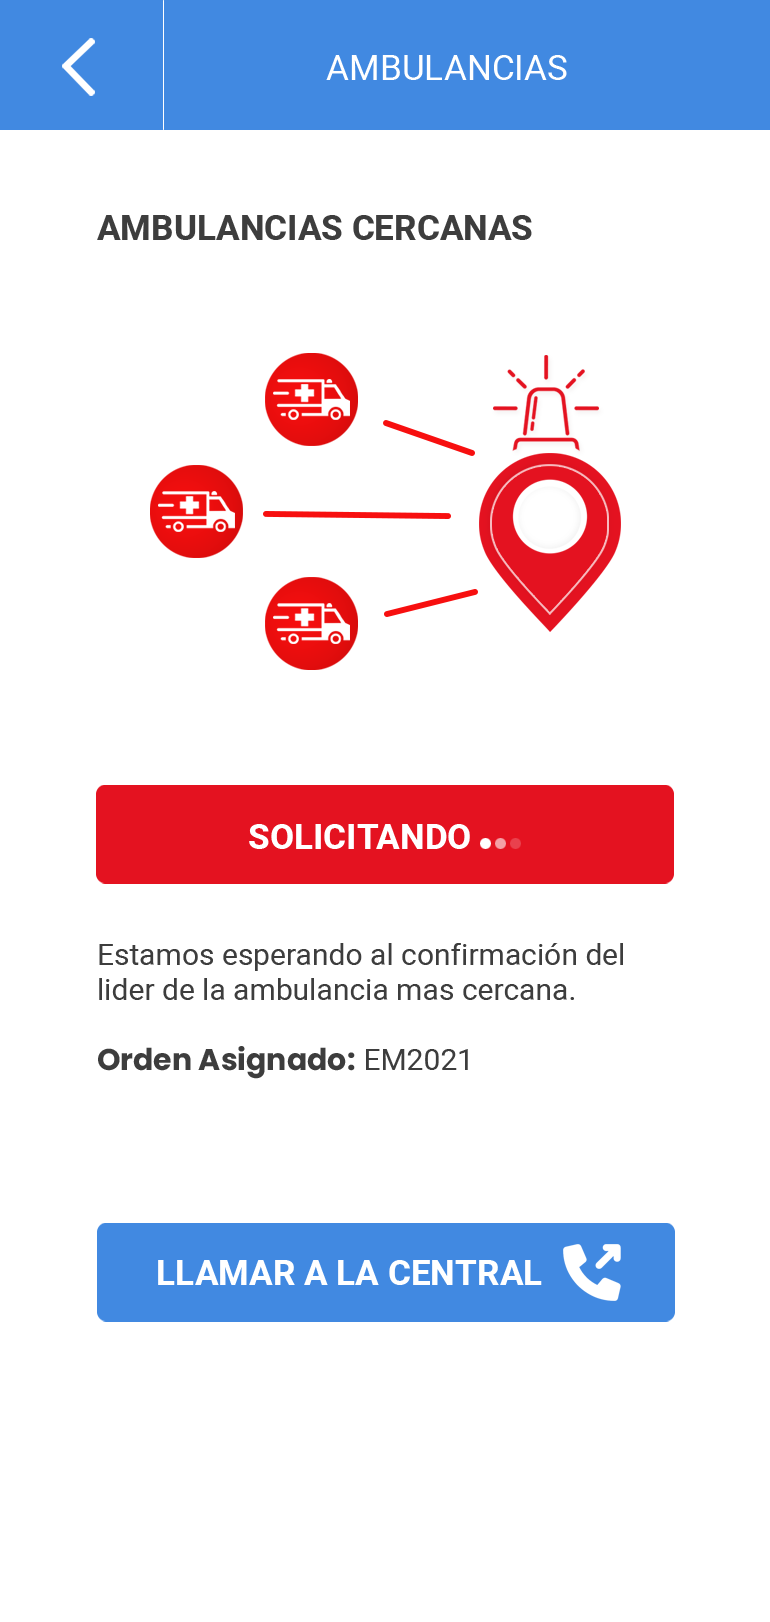 AMBULANCIAS
AMBULANCIAS CERCANAS
SOLICITANDO
Estamos esperando al confirmación del
lider de la ambulancia mas cercana.
Orden Asignado: EM2021
LLAMAR A LA CENTRAL